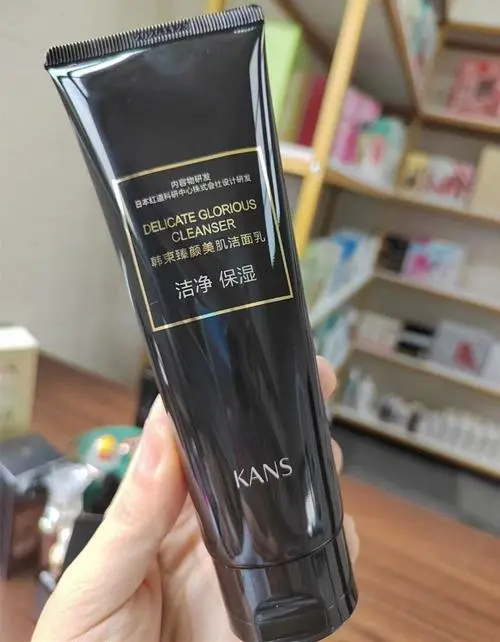 内容物研发
日本红道科研中心株式会社设计研发
DELICATE GLORIOUS
CLEANSER
韩束臻颜美肌洁面乳
洁净 保湿
KANS